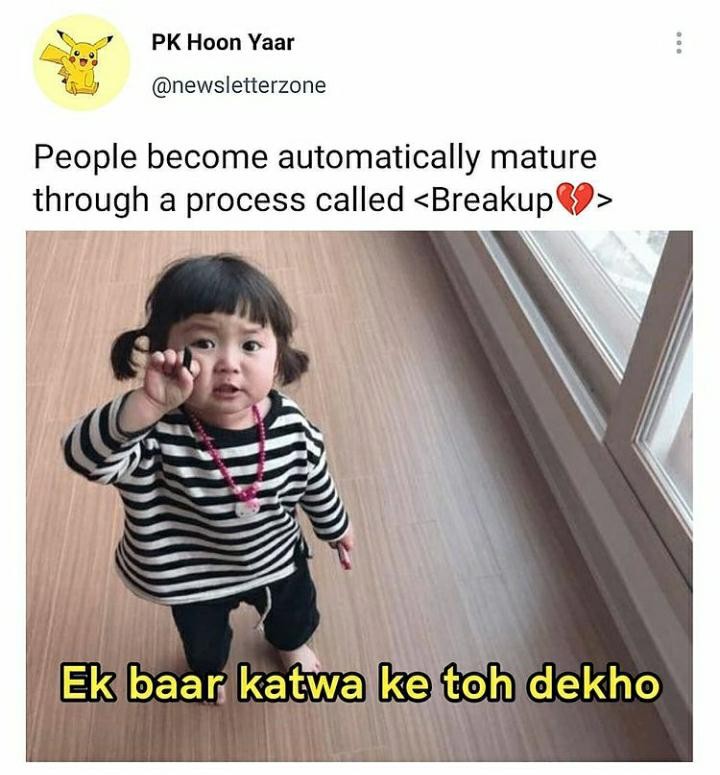 PK Hoon Yaar
@newsletterzone
People become automatically mature
through a process called <Breakup💔>
Ek baar katwa ke toh dekho